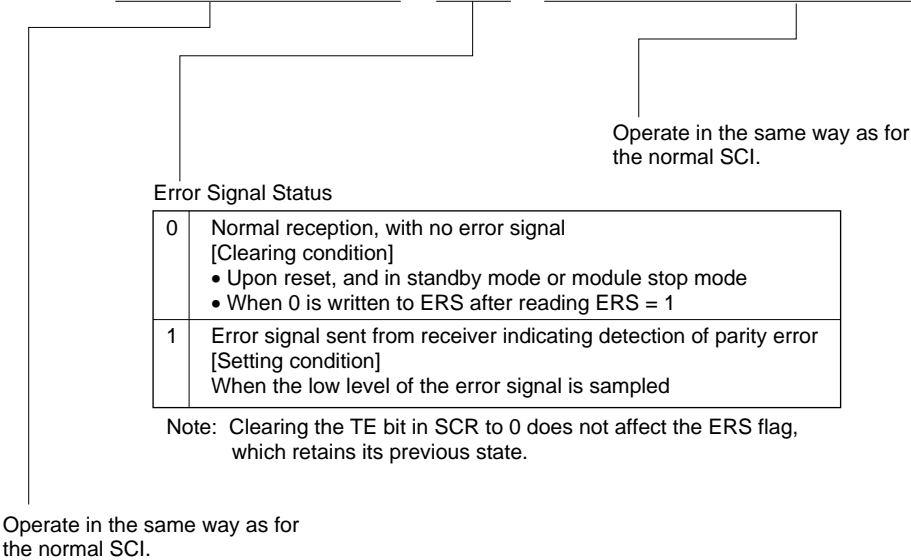 Operate in the same way as for
the normal SCI.
Error Signal Status
0 Normal reception, with no error signal
[Clearing condition]
• Upon reset, and in standby mode or module stop mode
• When 0 is written to ERS after reading ERS = 1
1 Error signal sent from receiver indicating detection of parity error
[Setting condition]
When the low level of the error signal is sampled
Note: Clearing the TE bit in SCR to 0 does not affect the ERS flag,
which retains its previous state.
Operate in the same way as for
the normal SCI.